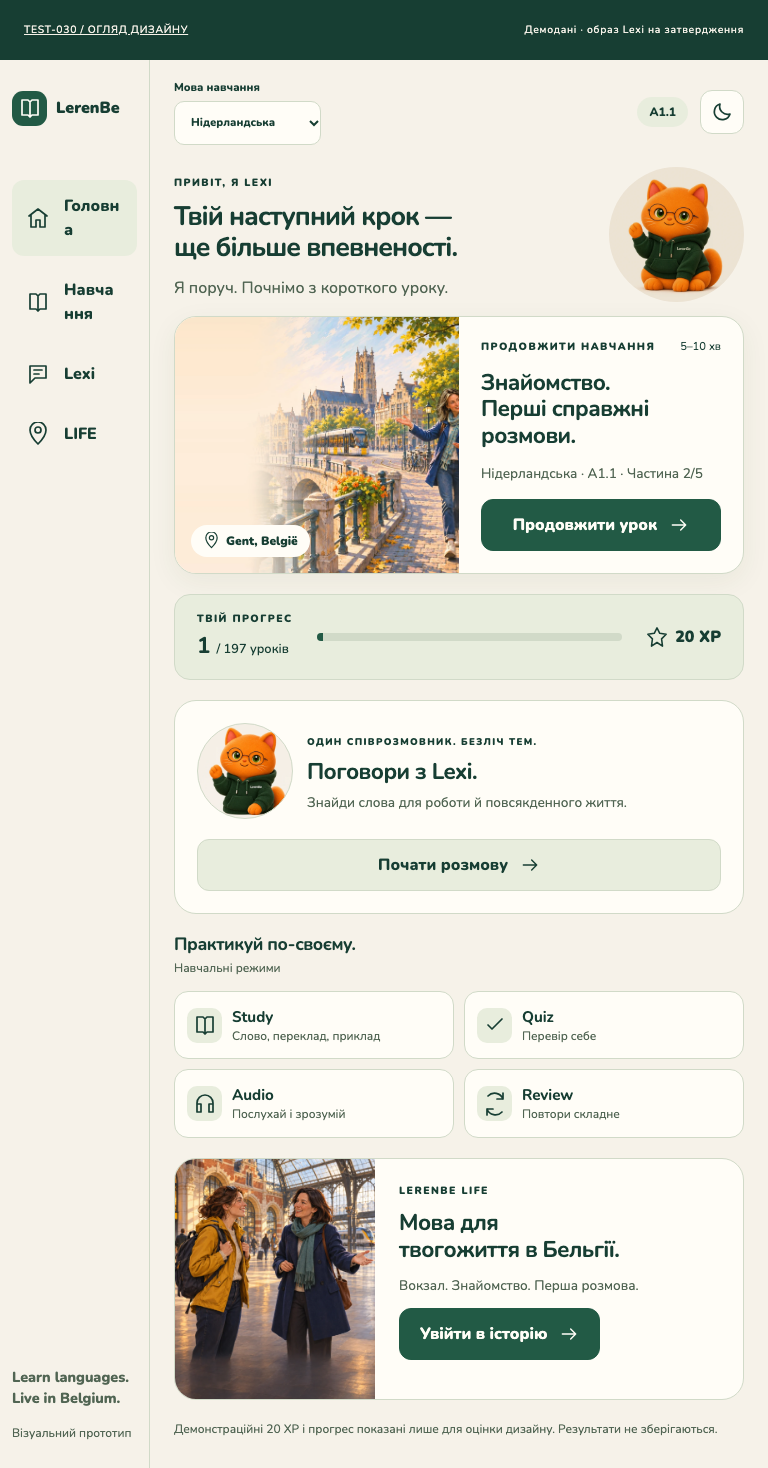 TEST-030 / ОГЛЯД ДИЗАЙНУ
Демодані · образ Lexi на затвердження
LerenBe
Головн
а
Навча
ння
Lexi
LIFE
Learn languages.
Live in Belgium.
Візуальний прототип
Мова навчання
Нідерландська
A1.1
ПРИВІТ, Я LEXI
Твій наступний крок —
ще більше впевненості.
Я поруч. Почнімо з короткого уроку.
Gent, België
ПРОДОВЖИТИ НАВЧАННЯ
5–10 хв
Знайомство.
Перші справжні
розмови.
Нідерландська · A1.1 · Частина 2/5
Продовжити урок
ТВІЙ ПРОГРЕС
1 / 197 уроків
20 XP
ОДИН СПІВРОЗМОВНИК. БЕЗЛІЧ ТЕМ.
Поговори з Lexi.
Знайди слова для роботи й повсякденного життя.
Почати розмову
Практикуй по-своєму.
Навчальні режими
Study
Слово, переклад, приклад
Quiz
Перевір себе
Audio
Послухай і зрозумій
Review
Повтори складне
LERENBE LIFE
Мова для
твогожиття в Бельгії.
Вокзал. Знайомство. Перша розмова.
Увійти в історію
Демонстраційні 20 XP і прогрес показані лише для оцінки дизайну. Результати не зберігаються.